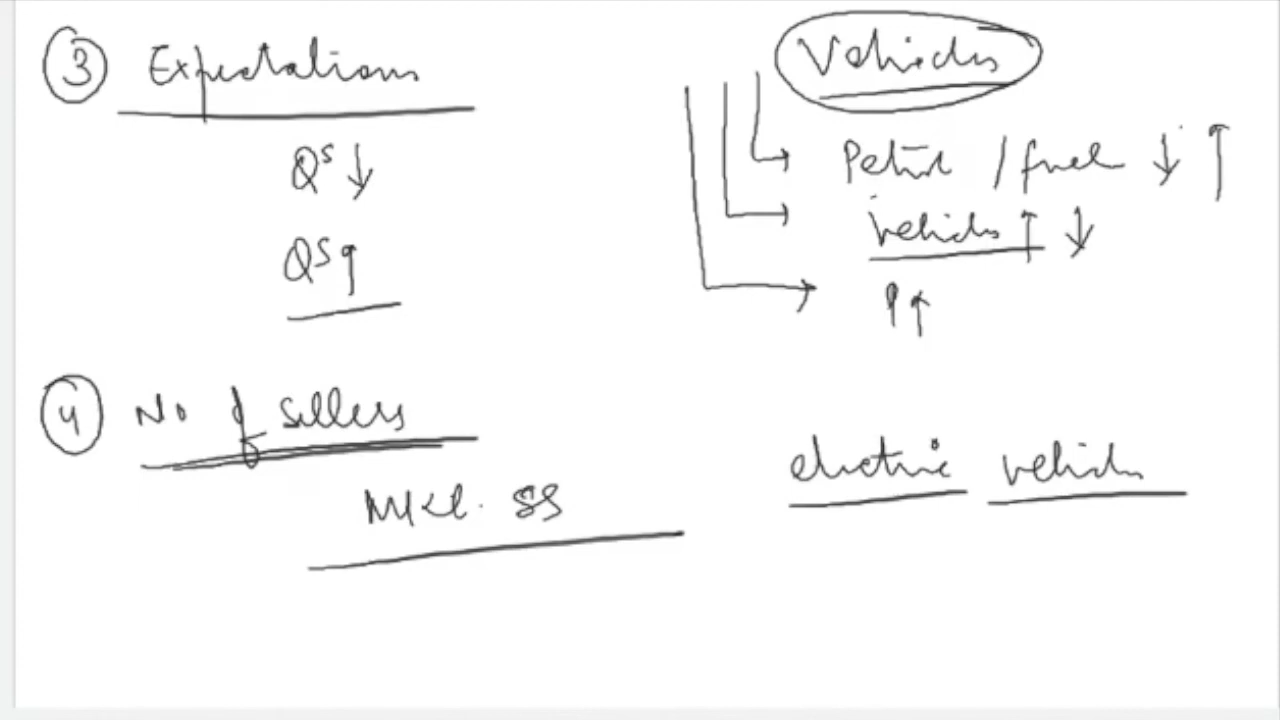 ③ Expectations
Qˢ ↓
Qˢ ↑
④ No of sellers
Mkt. SS
Vehicles
→ Petrol / fuel ↓ ↑
→ vehicles ↑ ↓
→ P↑
electric vehicles